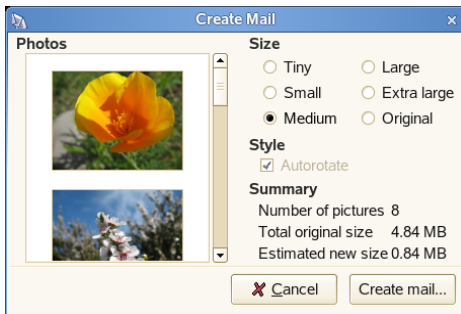 Create Mail
Photos
Size
Tiny
Large
Small
Extra large
Medium
Original
Style
Autorotate
Summary
Number of pictures 8
Total original size 4.84 MB
Estimated new size 0.84 MB
Cancel
Create mail...